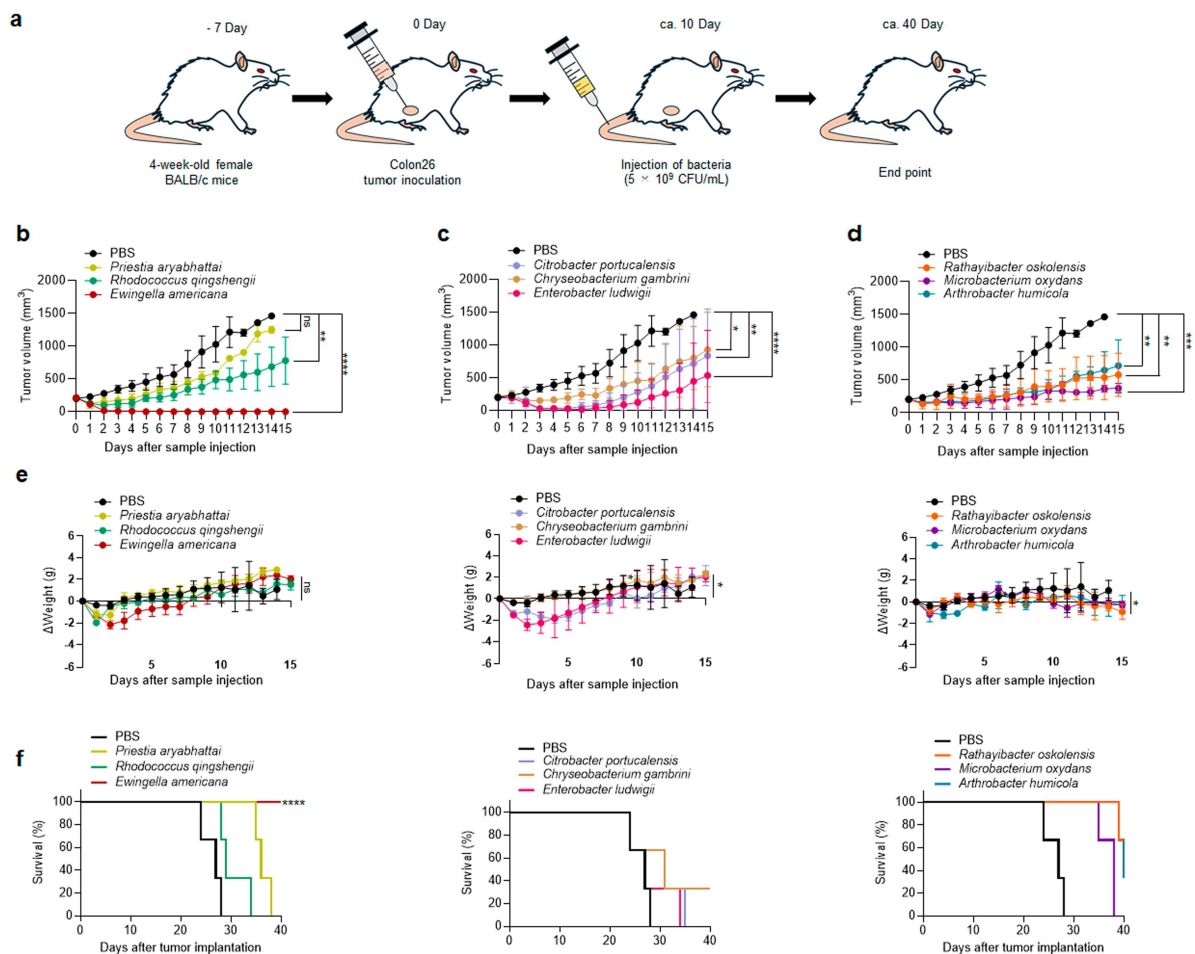 a
- 7 Day
0 Day
ca. 10 Day
ca. 40 Day
4-week-old female
BALB/c mice
Colon26
tumor inoculation
Injection of bacteria
(5 × 10⁹ CFU/mL)
End point
b
PBS
Priestia aryabhattai
Rhodococcus qingshengii
Ewingella americana
Tumor volume (mm³)
2000
1500
1000
500
0
ns
**
****
0 1 2 3 4 5 6 7 8 9 10 11 12 13 14 15
Days after sample injection
c
PBS
Citrobacter portucalensis
Chryseobacterium gambrini
Enterobacter ludwigii
Tumor volume (mm³)
2000
1500
1000
500
0
*
**
****
0 1 2 3 4 5 6 7 8 9 10 11 12 13 14 15
Days after sample injection
d
PBS
Rathayibacter oskolensis
Microbacterium oxydans
Arthrobacter humicola
Tumor volume (mm³)
2000
1500
1000
500
0
**
**
***
0 1 2 3 4 5 6 7 8 9 10 11 12 13 14 15
Days after sample injection
e
PBS
Priestia aryabhattai
Rhodococcus qingshengii
Ewingella americana
ΔWeight (g)
6
4
2
0
-2
-4
-6
ns
5 10 15
Days after sample injection
PBS
Citrobacter portucalensis
Chryseobacterium gambrini
Enterobacter ludwigii
ΔWeight (g)
6
4
2
0
-2
-4
-6
*
*
5 10 15
Days after sample injection
PBS
Rathayibacter oskolensis
Microbacterium oxydans
Arthrobacter humicola
ΔWeight (g)
6
4
2
0
-2
-4
-6
*
5 10 15
Days after sample injection
f
PBS
Priestia aryabhattai
Rhodococcus qingshengii
Ewingella americana
Survival (%)
100
80
60
40
20
0
****
0 10 20 30 40
Days after tumor implantation
PBS
Citrobacter portucalensis
Chryseobacterium gambrini
Enterobacter ludwigii
Survival (%)
100
80
60
40
20
0
0 10 20 30 40
Days after tumor implantation
PBS
Rathayibacter oskolensis
Microbacterium oxydans
Arthrobacter humicola
Survival (%)
100
80
60
40
20
0
0 10 20 30 40
Days after tumor implantation